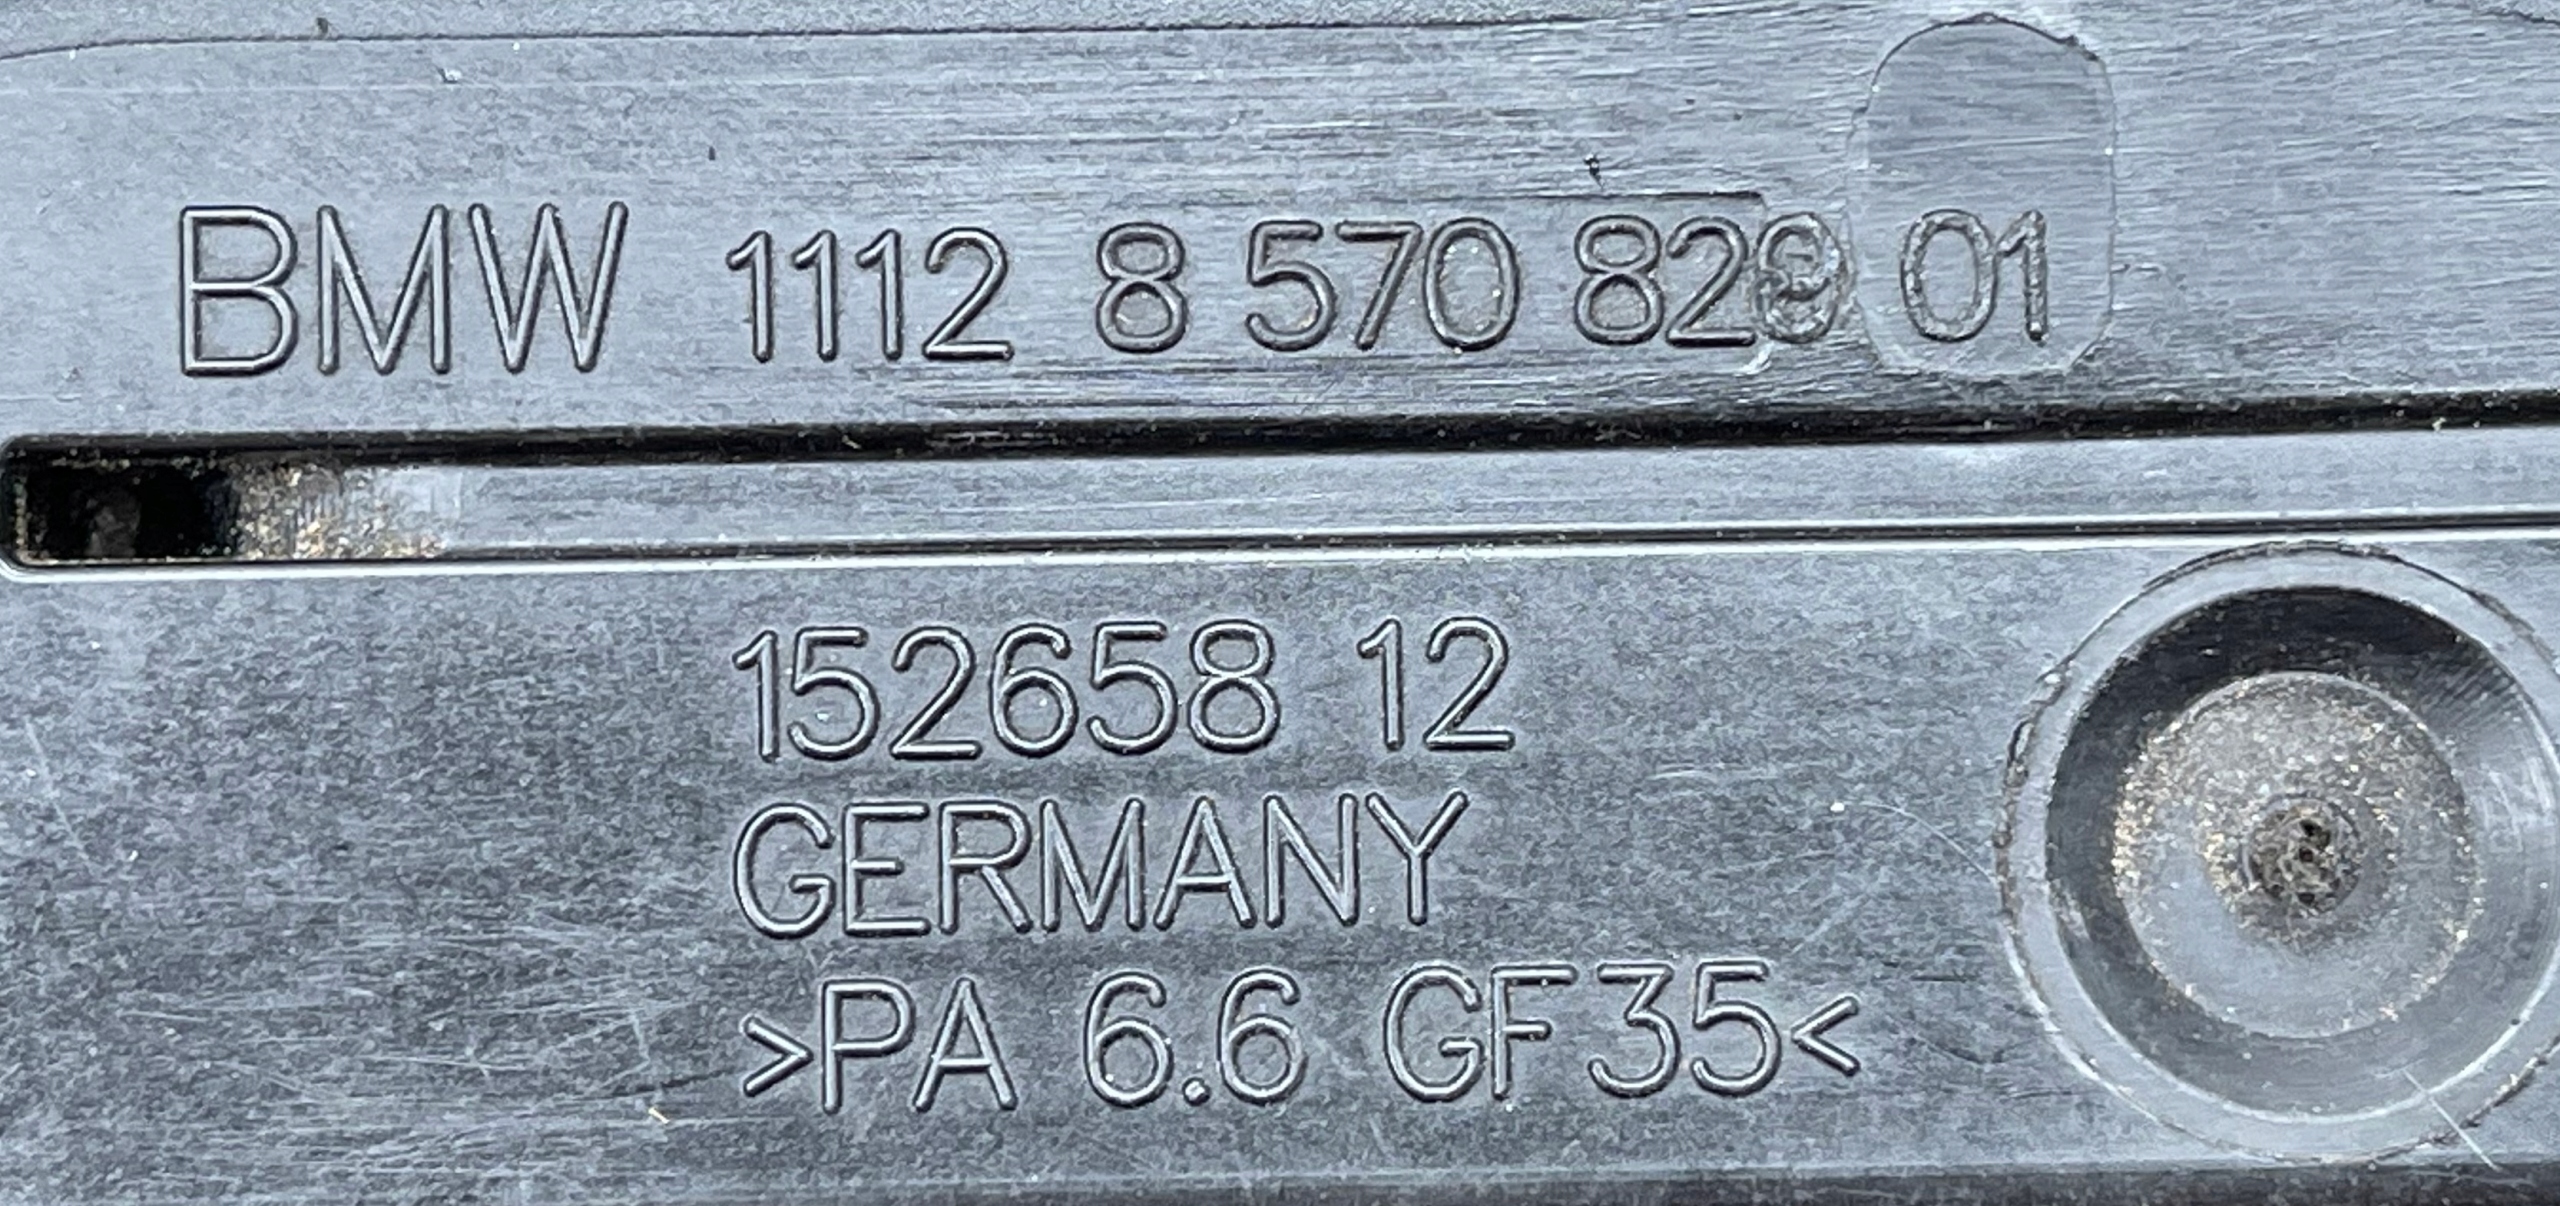 BMW 1112 8 570 01
152658 12
GERMANY
>PA 6.6 GF35<